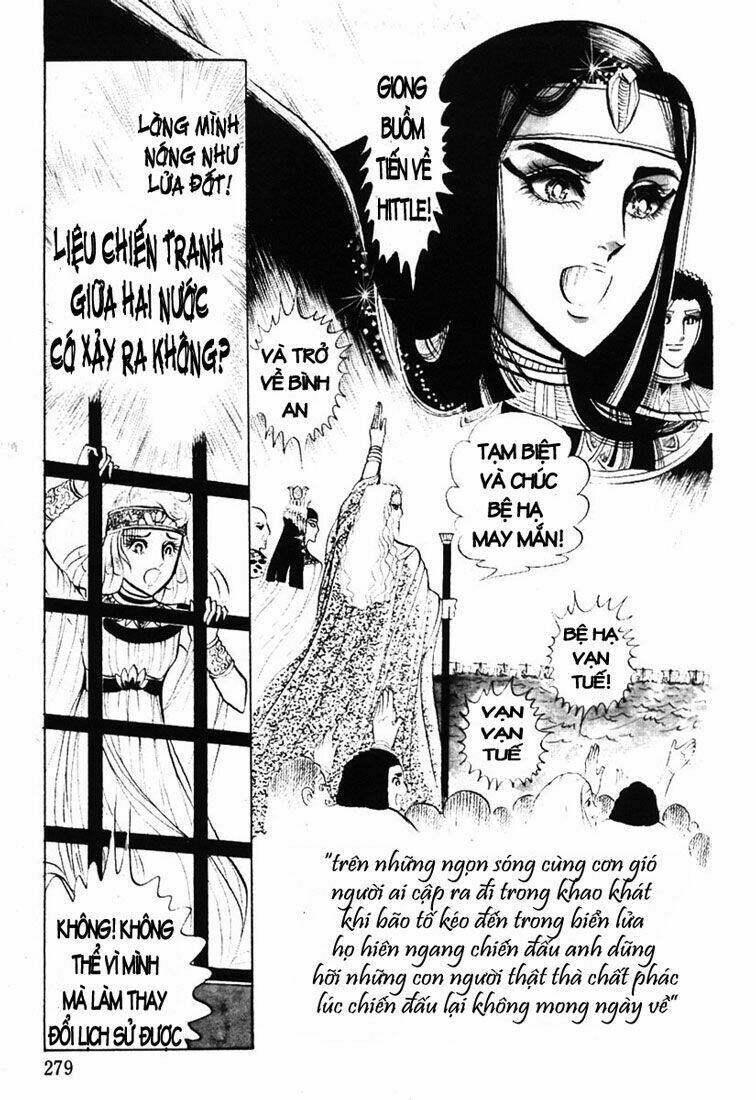 GIONG
BUỒM
TIẾN VỀ
HITTLE!
LÒNG MÌNH
NÓNG NHƯ
LỬA ĐỐT!
LIỆU CHIẾN TRANH
GIỮA HAI NƯỚC
CÓ XẢY RA KHÔNG?
VÀ TRỞ
VỀ BÌNH
AN
TẠM BIỆT
VÀ CHÚC
BỆ HẠ
MAY MẮN!
BỆ HẠ
VẠN
TUẾ!
VẠN
VẠN
TUẾ
KHÔNG! KHÔNG
THỂ VÌ MÌNH
MÀ LÀM THAY
ĐỔI LỊCH SỬ ĐƯỢC
"trên những ngọn sóng cùng cơn gió
người ai cập ra đi trong khao khát
khi bão tố kéo đến trong biển lửa
họ hiên ngang chiến đấu anh dũng
hỡi những con người thật thà chất phác
lúc chiến đấu lại không mong ngày về"
279